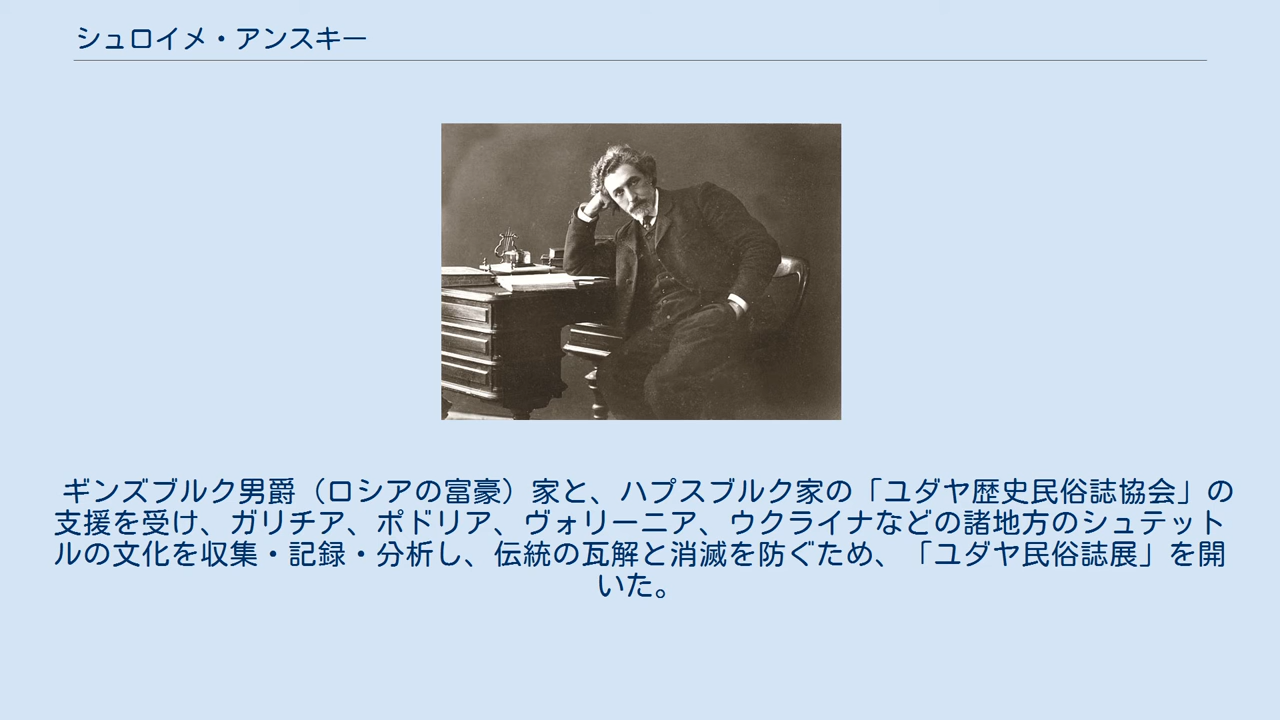 シュロイメ・アンスキー
ギンズブルク男爵（ロシアの富豪）家と、ハプスブルク家の「ユダヤ歴史民俗誌協会」の
支援を受け、ガリチア、ポドリア、ヴォリーニア、ウクライナなどの諸地方のシュテット
ルの文化を収集・記録・分析し、伝統の瓦解と消滅を防ぐため、「ユダヤ民俗誌展」を開
いた。